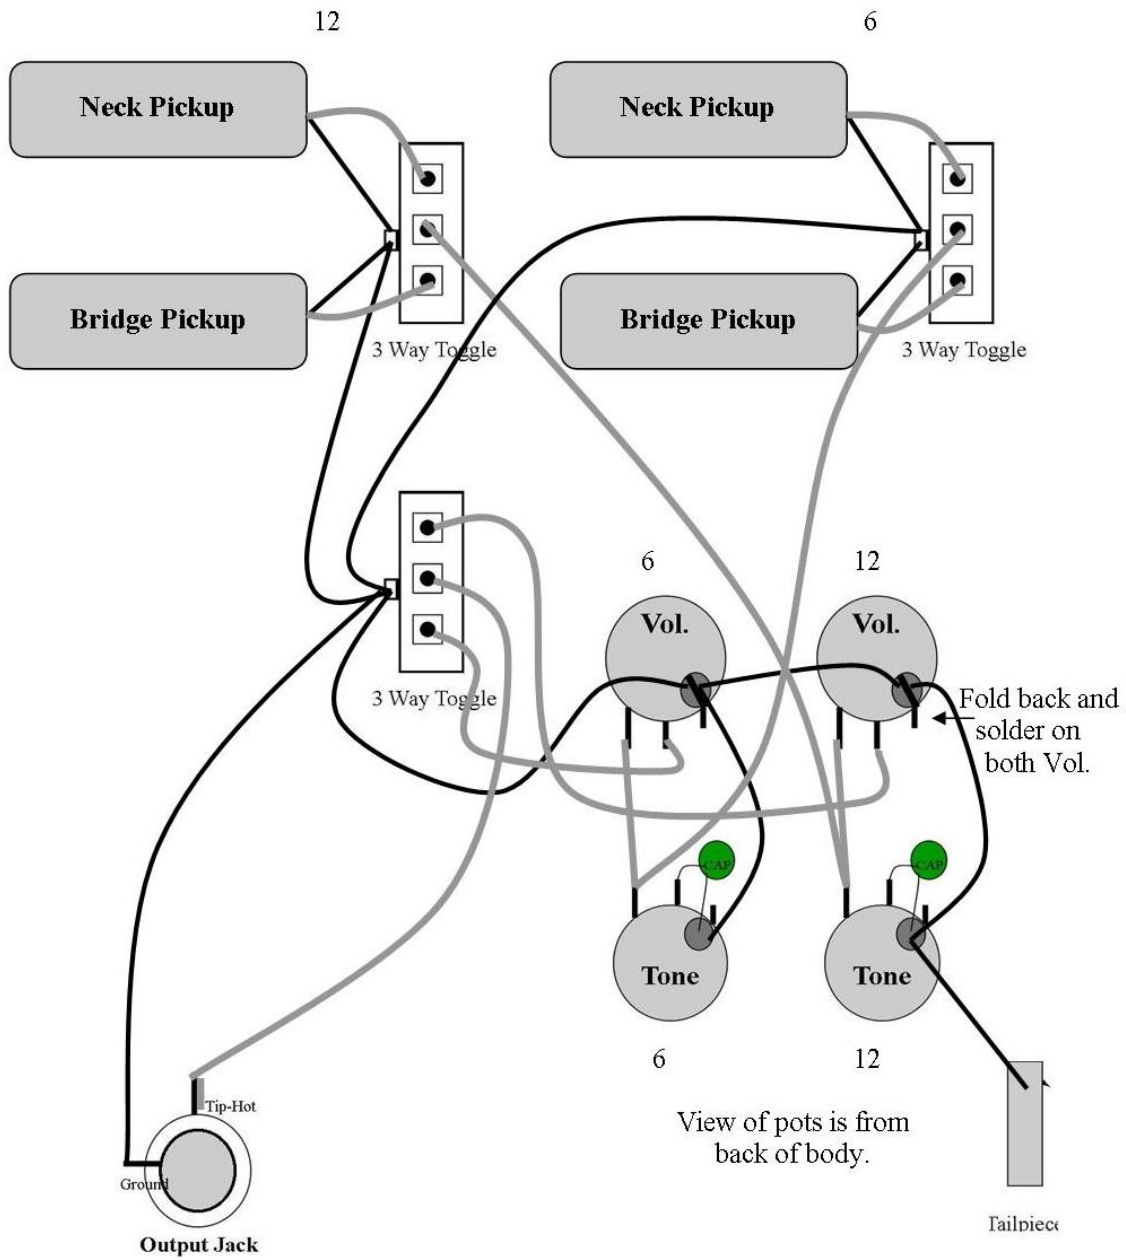 12
6
Neck Pickup
Neck Pickup
Bridge Pickup
Bridge Pickup
3 Way Toggle
3 Way Toggle
6
12
Vol.
Vol.
3 Way Toggle
Fold back and
solder on
both Vol.
CAP
CAP
Tone
Tone
6
12
Tip-Hot
View of pots is from
back of body.
Ground
Tailpiece
Output Jack